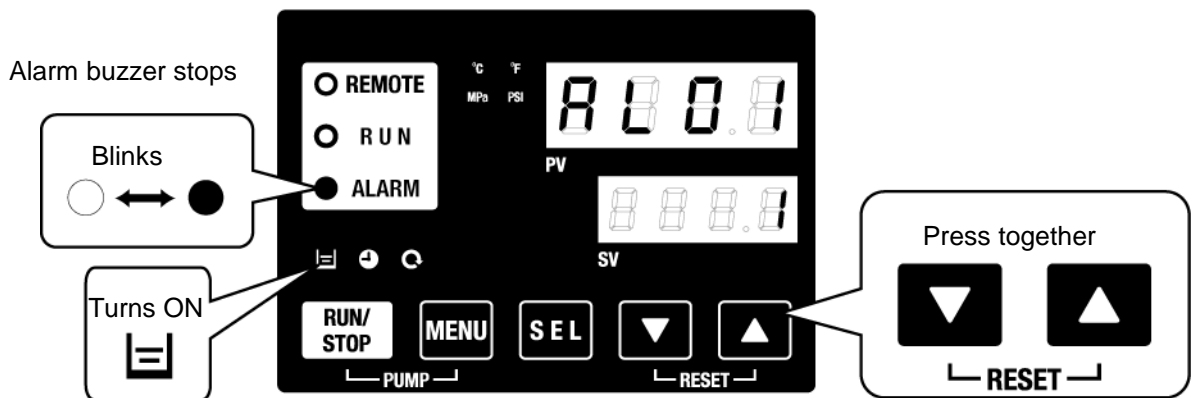 Alarm buzzer stops
Blinks
Turns ON
REMOTE
RUN
ALARM
°C °F
MPa PSI
AL01
PV
1
SV
RUN/
STOP
MENU
SEL
PUMP
RESET
Press together
RESET